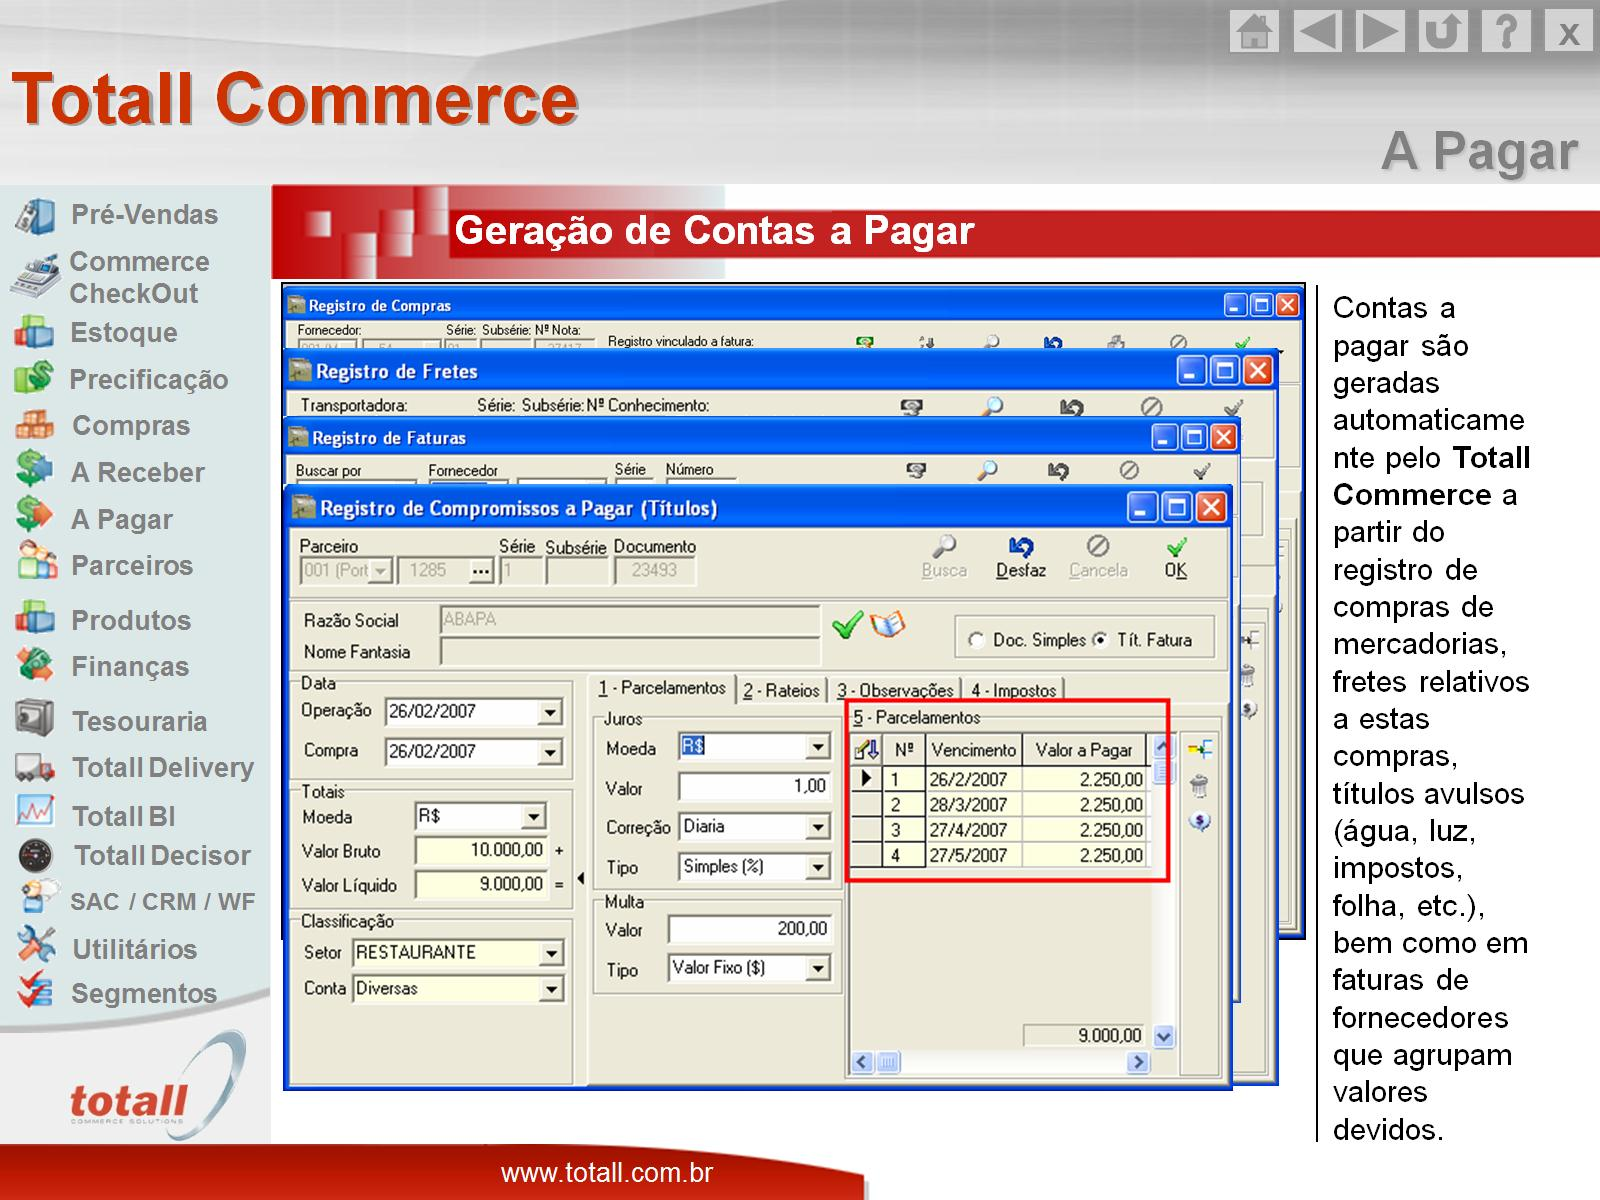 x
Totall Commerce
A Pagar
Pré-Vendas
Commerce
CheckOut
Estoque
Precificação
Compras
A Receber
A Pagar
Parceiros
Produtos
Finanças
Tesouraria
Totall Delivery
Totall BI
Totall Decisor
SAC / CRM / WF
Utilitários
Segmentos
totall
COMMERCE SOLUTIONS
Geração de Contas a Pagar
Registro de Compras
Fornecedor: Série: Subsérie: Nº Nota: Registro vinculado a fatura:
Registro de Fretes
Transportadora: Série: Subsérie: Nº Conhecimento:
Registro de Faturas
Buscar por Fornecedor Série Número
Registro de Compromissos a Pagar (Títulos)
Parceiro Série Subsérie Documento
001 (Port 1285 ... 1 23493
Busca Desfaz Cancela OK
Razão Social ABAPA
Nome Fantasia
Doc. Simples Tít. Fatura
Data
Operação 26/02/2007
Compra 26/02/2007
Totais
Moeda R$
Valor Bruto 10.000,00 +
Valor Líquido 9.000,00 =
Classificação
Setor RESTAURANTE
Conta Diversas
1 - Parcelamentos 2 - Rateios 3 - Observações 4 - Impostos
Juros
Moeda R$
Valor 1,00
Correção Diaria
Tipo Simples (%)
Multa
Valor 200,00
Tipo Valor Fixo ($)
5 - Parcelamentos
Nº Vencimento Valor a Pagar
1 26/2/2007 2.250,00
2 28/3/2007 2.250,00
3 27/4/2007 2.250,00
4 27/5/2007 2.250,00
9.000,00
Contas a
pagar são
geradas
automaticame
nte pelo Totall
Commerce a
partir do
registro de
compras de
mercadorias,
fretes relativos
a estas
compras,
títulos avulsos
(água, luz,
impostos,
folha, etc.),
bem como em
faturas de
fornecedores
que agrupam
valores
devidos.
www.totall.com.br